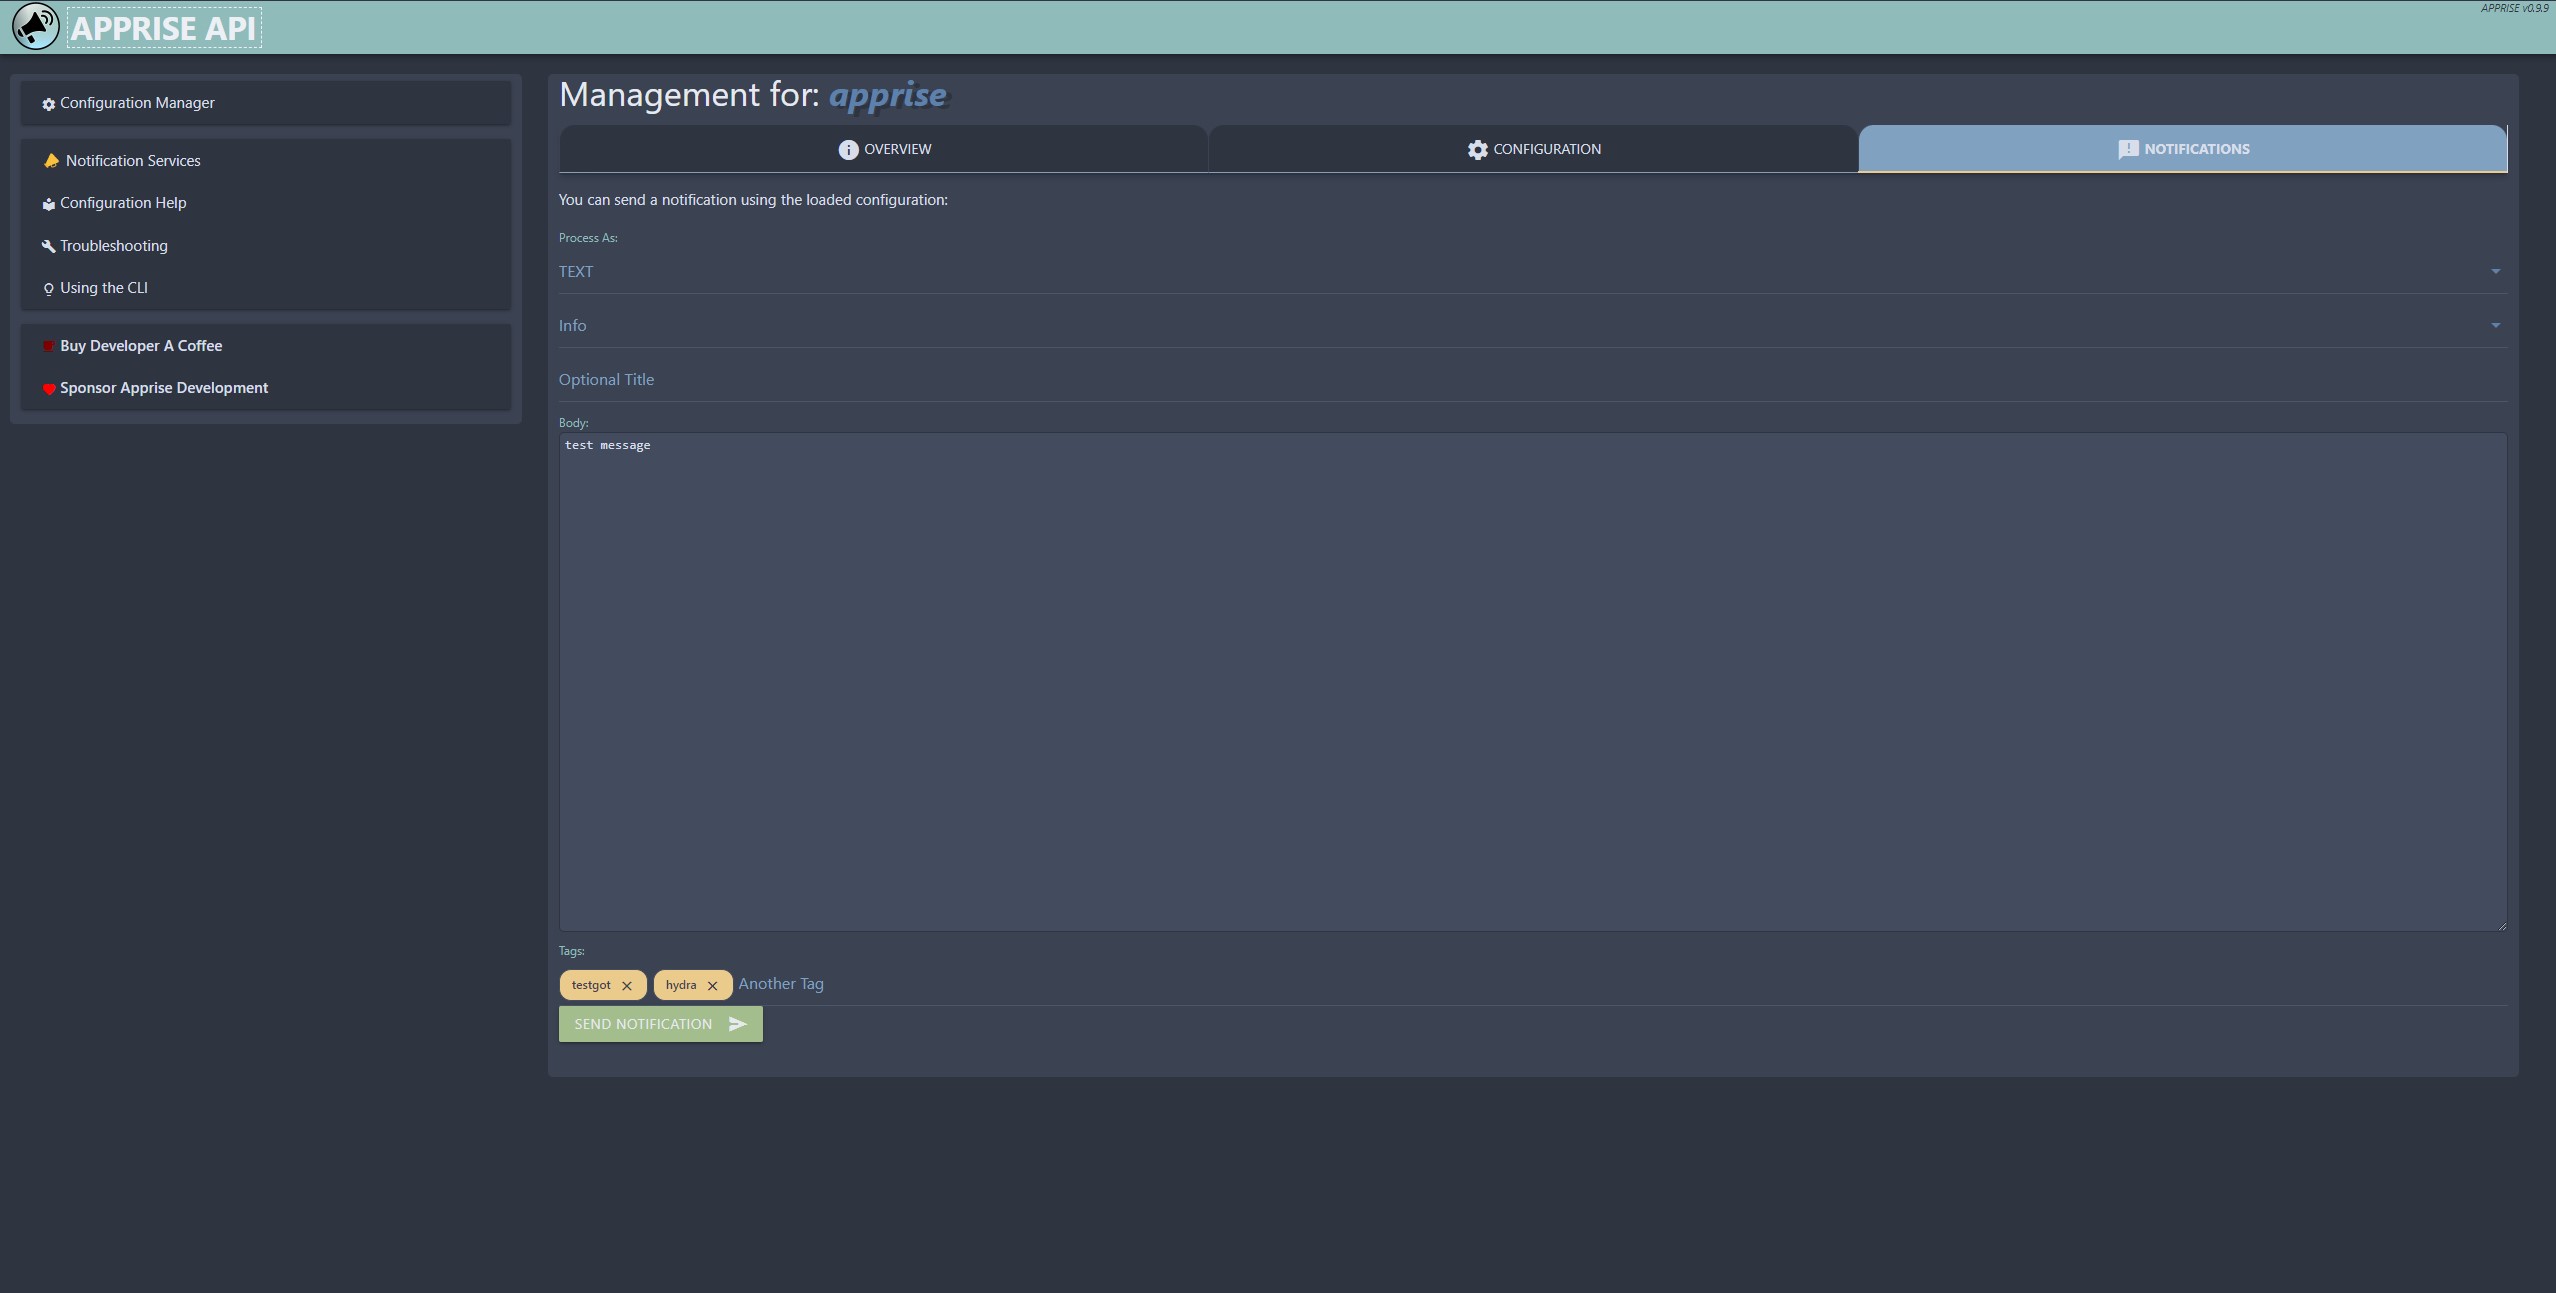 APPRISE API
APPRISE v0.9.9
Configuration Manager
Notification Services
Configuration Help
Troubleshooting
Using the CLI
Buy Developer A Coffee
Sponsor Apprise Development
Management for: apprise
OVERVIEW
CONFIGURATION
NOTIFICATIONS
You can send a notification using the loaded configuration:
Process As:
TEXT
Info
Optional Title
Body:
test message
Tags:
testgot hydra Another Tag
SEND NOTIFICATION